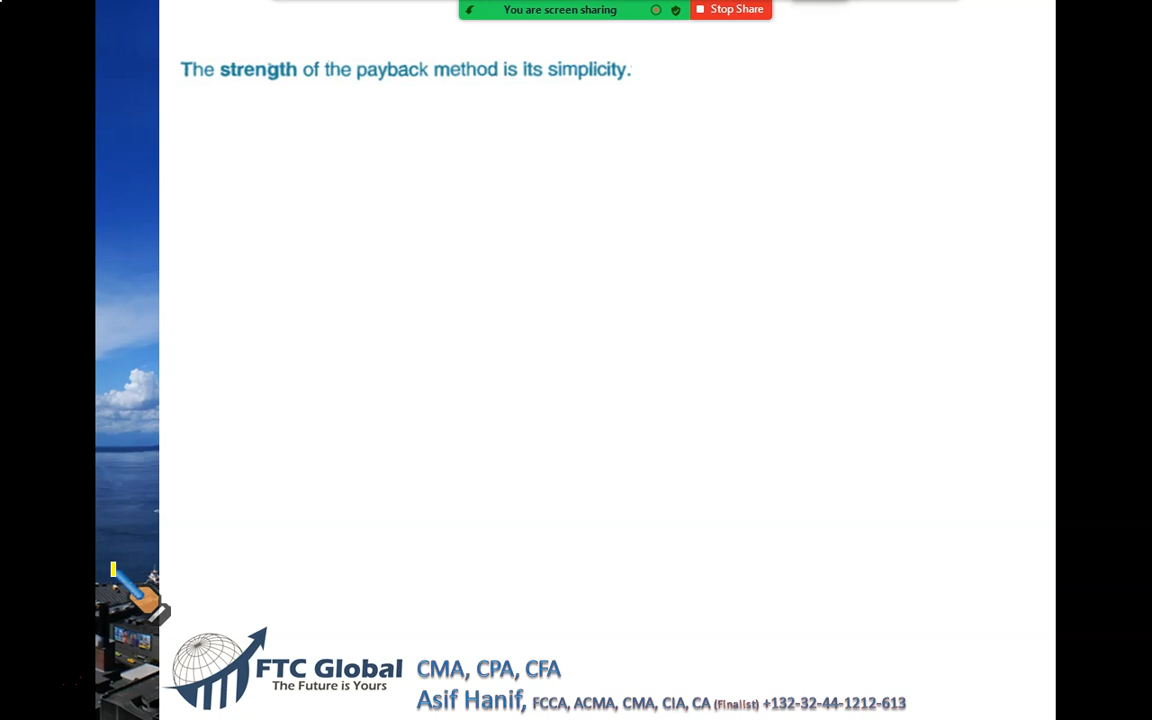 You are screen sharing
Stop Share
The strength of the payback method is its simplicity.
FTC Global
The Future is Yours
CMA, CPA, CFA
Asif Hanif, FCCA, ACMA, CMA, CIA, CA (Finalist) +132-32-44-1212-613